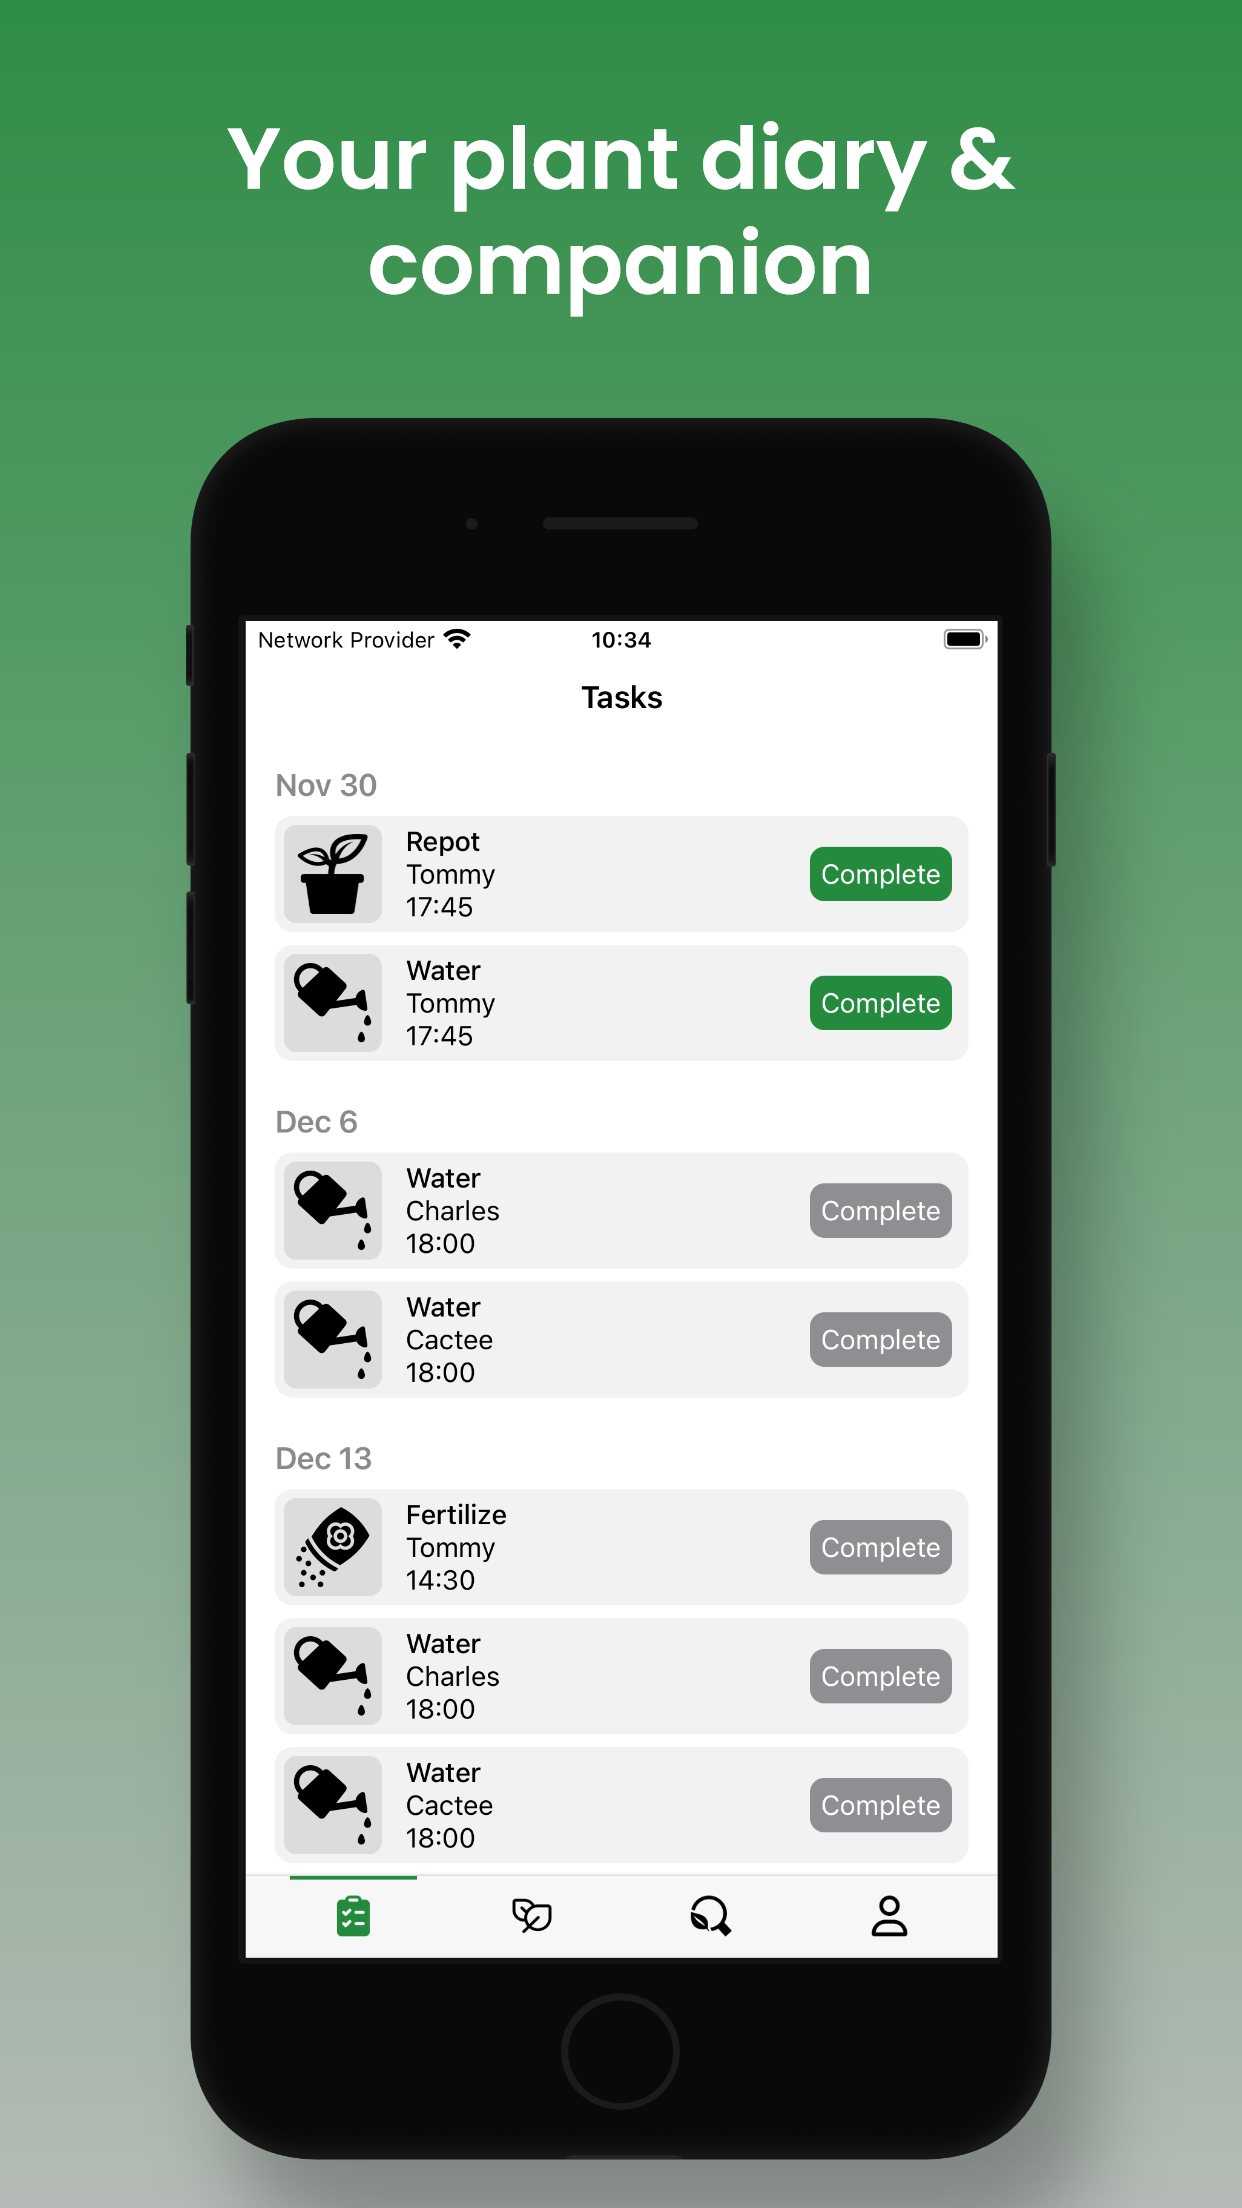 Your plant diary &
companion
Network Provider 10:34
Tasks
Nov 30
Repot
Tommy
17:45
Complete
Water
Tommy
17:45
Complete
Dec 6
Water
Charles
18:00
Complete
Water
Cactee
18:00
Complete
Dec 13
Fertilize
Tommy
14:30
Complete
Water
Charles
18:00
Complete
Water
Cactee
18:00
Complete